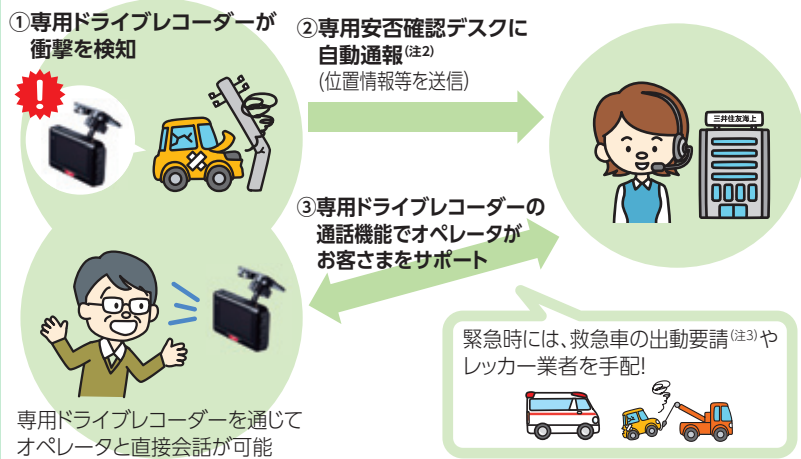 ①専用ドライブレコーダーが
衝撃を検知
②専用安否確認デスクに
自動通報(注2)
(位置情報等を送信)
三井住友海上
③専用ドライブレコーダーの
通話機能でオペレータが
お客さまをサポート
専用ドライブレコーダーを通じて
オペレータと直接会話が可能
緊急時には、救急車の出動要請(注3)や
レッカー業者を手配!